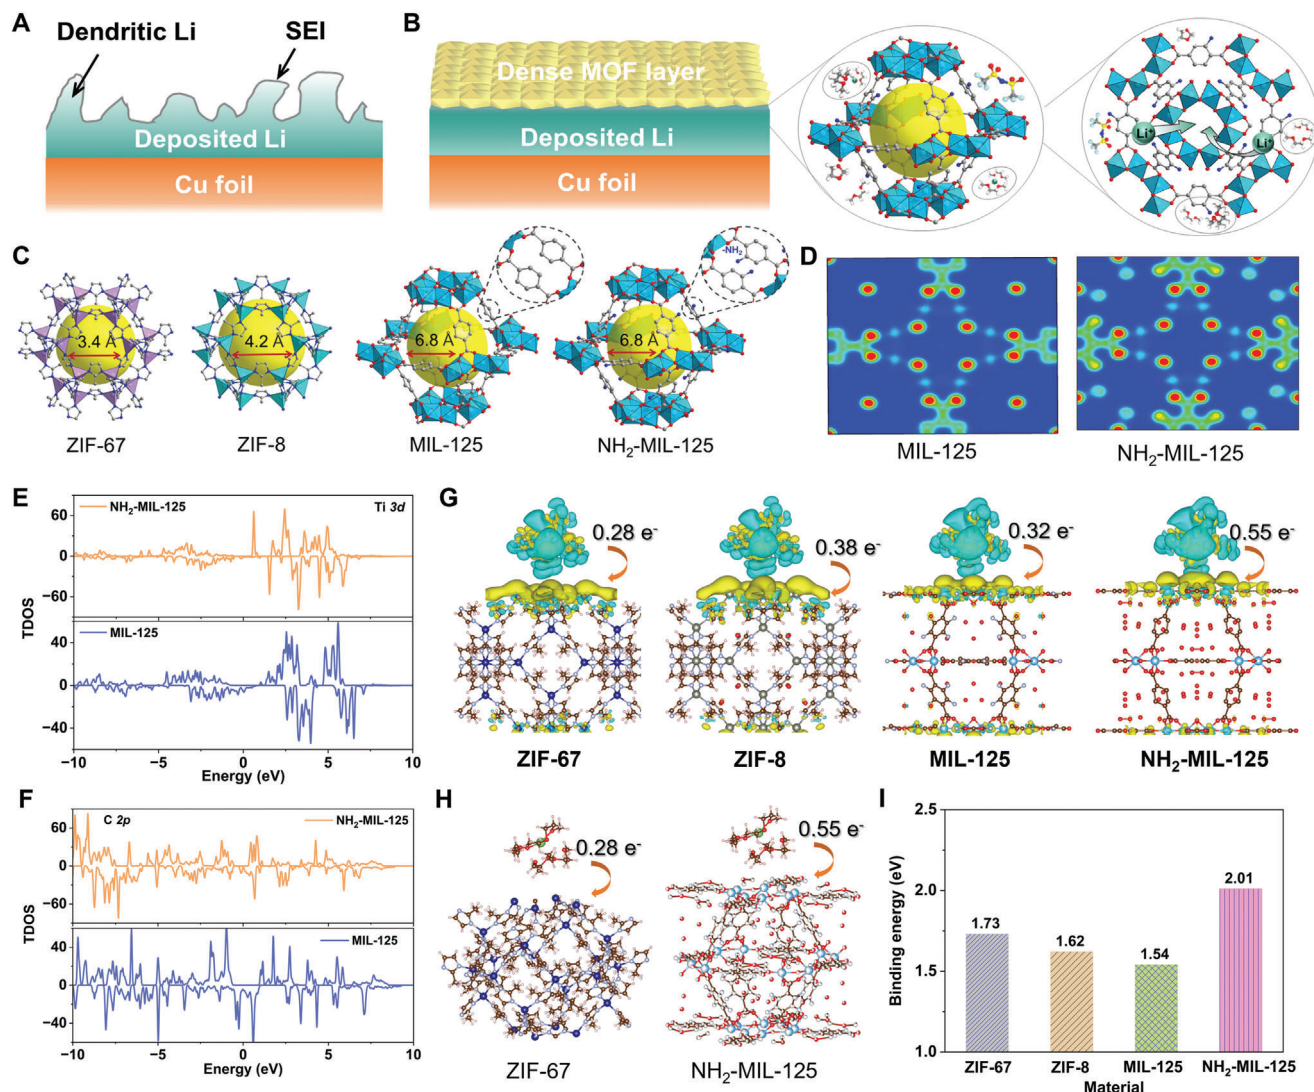 A
Dendritic Li
SEI
Deposited Li
Cu foil
B
Dense MOF layer
Deposited Li
Cu foil
Li⁺
Li⁺
C
3.4 Å
ZIF-67
4.2 Å
ZIF-8
6.8 Å
MIL-125
-NH₂
6.8 Å
NH₂-MIL-125
D
MIL-125
NH₂-MIL-125
E
NH₂-MIL-125
Ti 3d
60
0
−60
TDOS
MIL-125
40
0
−40
−10 −5 0 5 10
Energy (eV)
F
C 2p
NH₂-MIL-125
60
0
−60
TDOS
MIL-125
40
0
−40
−10 −5 0 5 10
Energy (eV)
G
0.28 e⁻
ZIF-67
0.38 e⁻
ZIF-8
0.32 e⁻
MIL-125
0.55 e⁻
NH₂-MIL-125
H
0.28 e⁻
ZIF-67
0.55 e⁻
NH₂-MIL-125
I
Binding energy (eV)
2.5
2.0
1.5
1.0
1.73
1.62
1.54
2.01
ZIF-67 ZIF-8 MIL-125 NH₂-MIL-125
Material